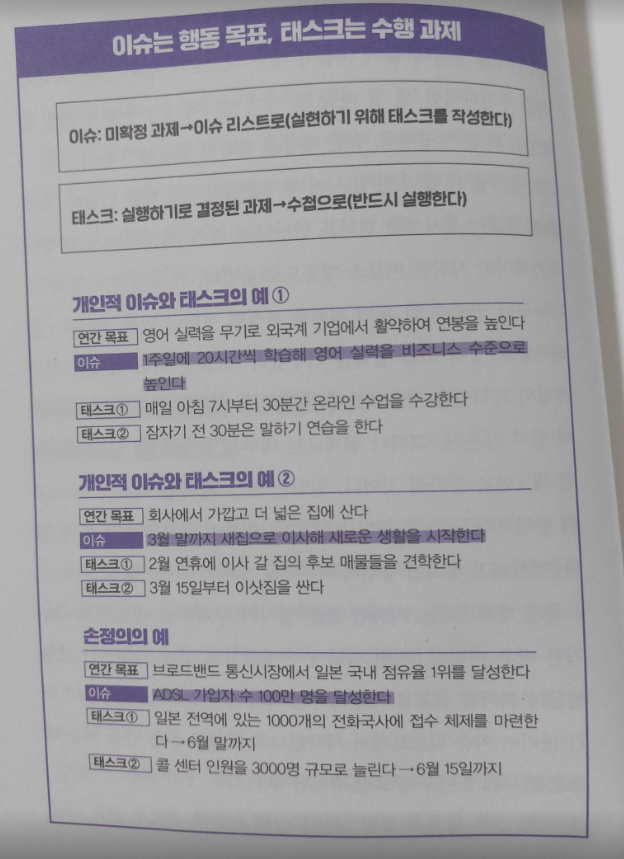 이슈는 행동 목표, 태스크는 수행 과제
이슈: 미확정 과제→이슈 리스트로(실현하기 위해 태스크를 작성한다)
태스크: 실행하기로 결정된 과제→수첩으로(반드시 실행한다)
개인적 이슈와 태스크의 예 ①
연간 목표 영어 실력을 무기로 외국계 기업에서 활약하여 연봉을 높인다
이슈 1주일에 20시간씩 학습해 영어 실력을 비즈니스 수준으로
높인다
태스크① 매일 아침 7시부터 30분간 온라인 수업을 수강한다
태스크② 잠자기 전 30분은 말하기 연습을 한다
개인적 이슈와 태스크의 예 ②
연간 목표 회사에서 가깝고 더 넓은 집에 산다
이슈 3월 말까지 새집으로 이사해 새로운 생활을 시작한다
태스크① 2월 연휴에 이사 갈 집의 후보 매물들을 견학한다
태스크② 3월 15일부터 이삿짐을 싼다
손정의의 예
연간 목표 브로드밴드 통신시장에서 일본 국내 점유율 1위를 달성한다
이슈 ADSL 가입자 수 100만 명을 달성한다
태스크① 일본 전역에 있는 1000개의 전화국사에 접수 체제를 마련한
다→6월 말까지
태스크② 콜 센터 인원을 3000명 규모로 늘린다→6월 15일까지